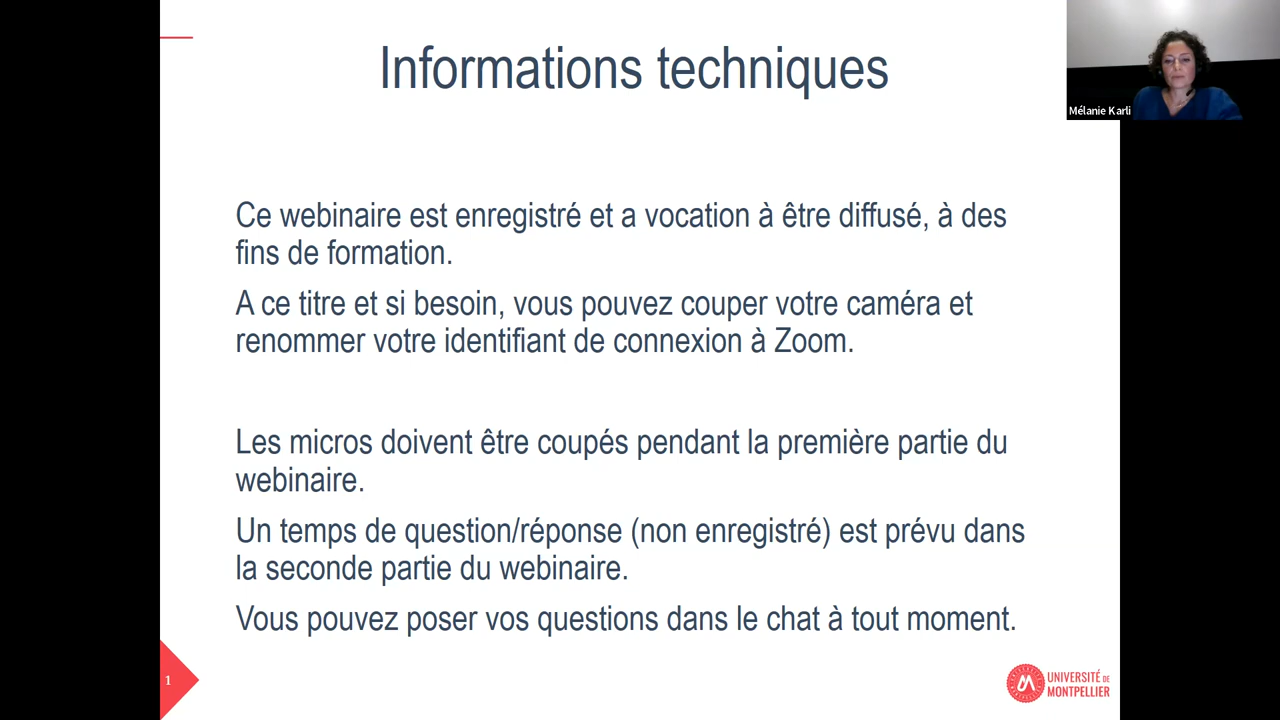 Informations techniques
Mélanie Karli
Ce webinaire est enregistré et a vocation à être diffusé, à des
fins de formation.
A ce titre et si besoin, vous pouvez couper votre caméra et
renommer votre identifiant de connexion à Zoom.
Les micros doivent être coupés pendant la première partie du
webinaire.
Un temps de question/réponse (non enregistré) est prévu dans
la seconde partie du webinaire.
Vous pouvez poser vos questions dans le chat à tout moment.
1
UNIVERSITÉ DE
MONTPELLIER